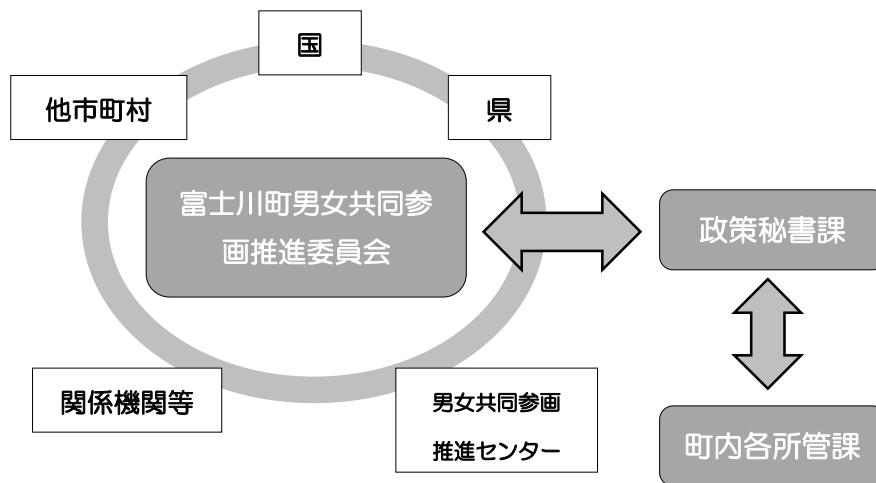 国
他市町村
県
富士川町男女共同参
画推進委員会
政策秘書課
関係機関等
男女共同参画
推進センター
町内各所管課